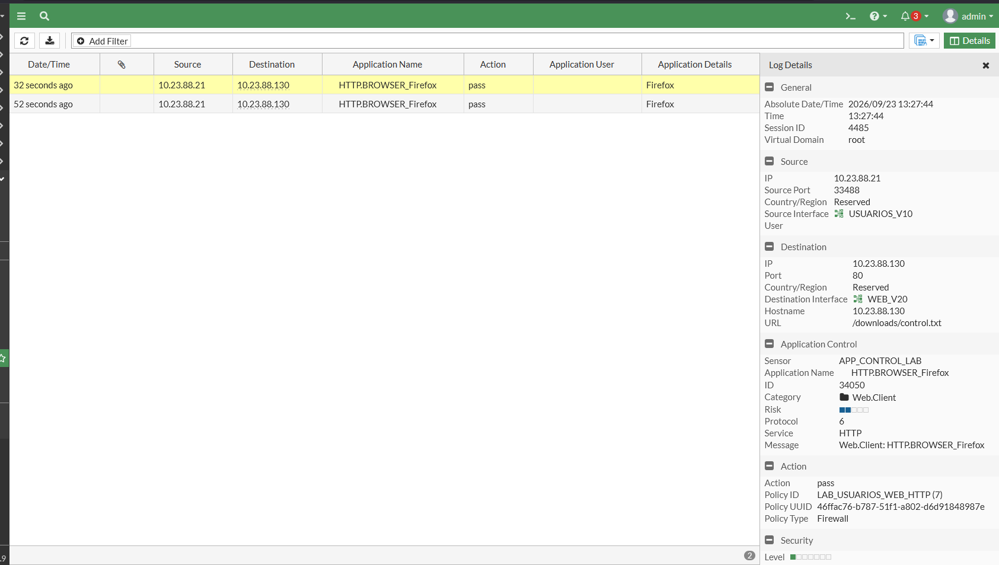 3
admin
Add Filter
Details
Date/Time Source Destination Application Name Action Application User Application Details
32 seconds ago 10.23.88.21 10.23.88.130 HTTP.BROWSER_Firefox pass Firefox
52 seconds ago 10.23.88.21 10.23.88.130 HTTP.BROWSER_Firefox pass Firefox
2
.9
Log Details
General
Absolute Date/Time 2026/09/23 13:27:44
Time 13:27:44
Session ID 4485
Virtual Domain root
Source
IP 10.23.88.21
Source Port 33488
Country/Region Reserved
Source Interface USUARIOS_V10
User
Destination
IP 10.23.88.130
Port 80
Country/Region Reserved
Destination Interface WEB_V20
Hostname 10.23.88.130
URL /downloads/control.txt
Application Control
Sensor APP_CONTROL_LAB
Application Name HTTP.BROWSER_Firefox
ID 34050
Category Web.Client
Risk
Protocol 6
Service HTTP
Message Web.Client: HTTP.BROWSER_Firefox
Action
Action pass
Policy ID LAB_USUARIOS_WEB_HTTP (7)
Policy UUID 46ffac76-b787-51f1-a802-d6d91848987e
Policy Type Firewall
Security
Level